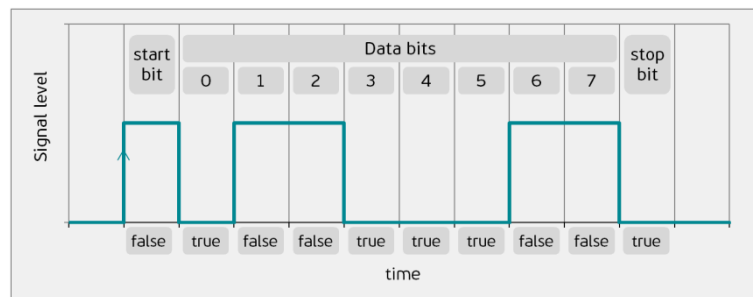 start
bit
Data bits
stop
bit
0 1 2 3 4 5 6 7
Signal level
false true false false true true true false false true
time